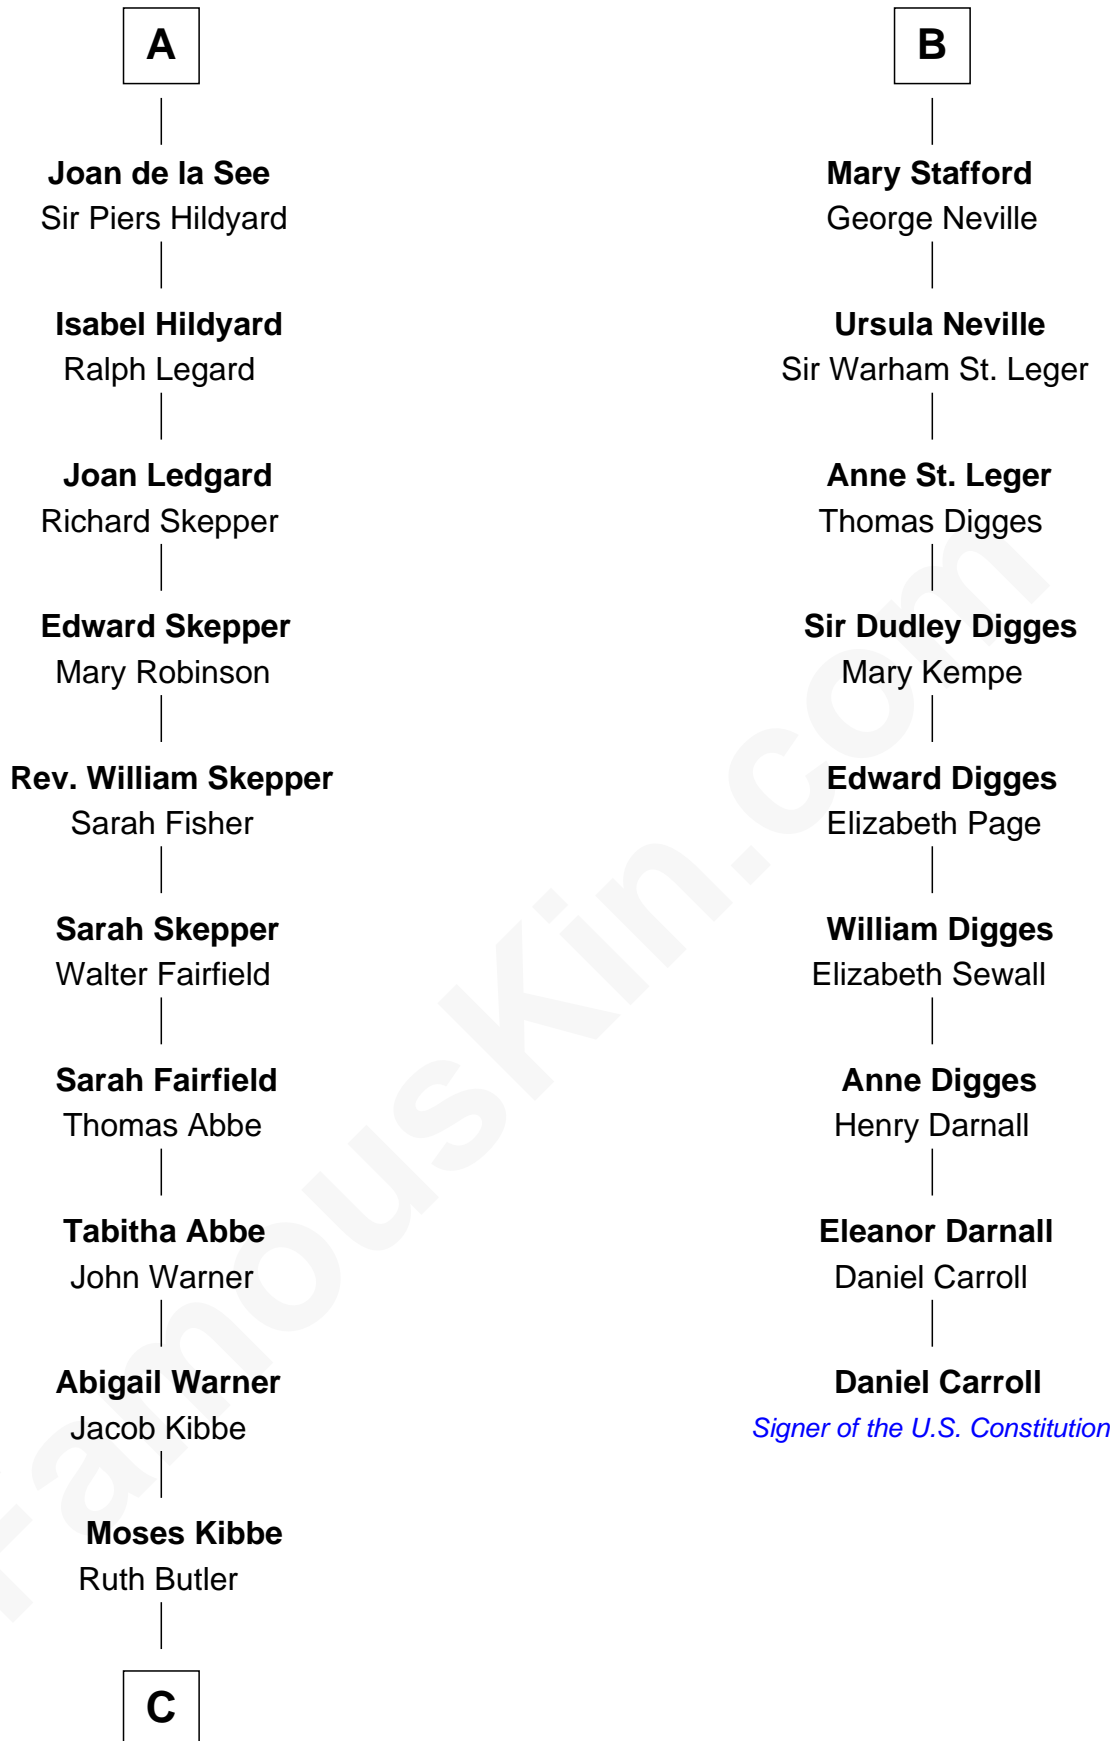 A
Joan de la See
Sir Piers Hildyard
Isabel Hildyard
Ralph Legard
Joan Ledgard
Richard Skepper
Edward Skepper
Mary Robinson
Rev. William Skepper
Sarah Fisher
Sarah Skepper
Walter Fairfield
Sarah Fairfield
Thomas Abbe
Tabitha Abbe
John Warner
Abigail Warner
Jacob Kibbe
Moses Kibbe
Ruth Butler
C
B
Mary Stafford
George Neville
Ursula Neville
Sir Warham St. Leger
Anne St. Leger
Thomas Digges
Sir Dudley Digges
Mary Kempe
Edward Digges
Elizabeth Page
William Digges
Elizabeth Sewall
Anne Digges
Henry Darnall
Eleanor Darnall
Daniel Carroll
Daniel Carroll
Signer of the U.S. Constitution
FamousKin.com